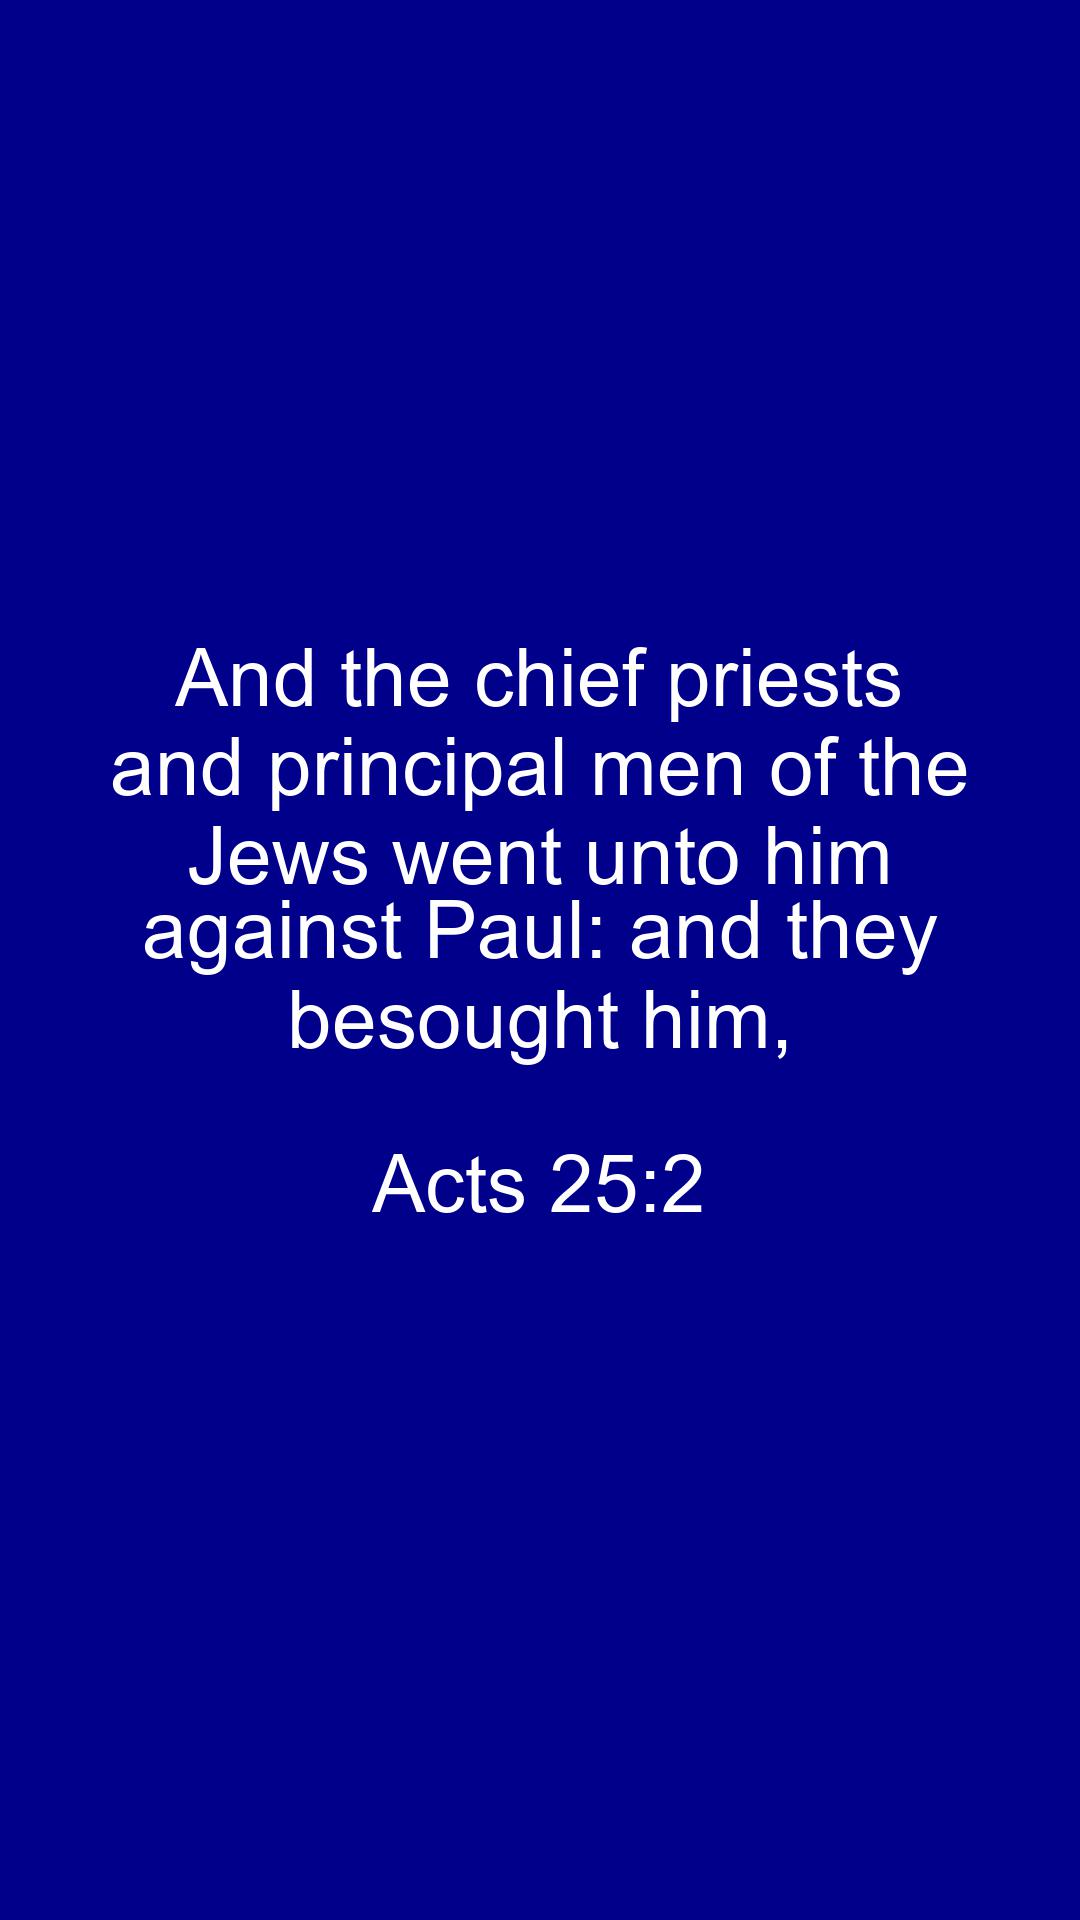 And the chief priests
and principal men of the
Jews went unto him
against Paul: and they
besought him,
Acts 25:2